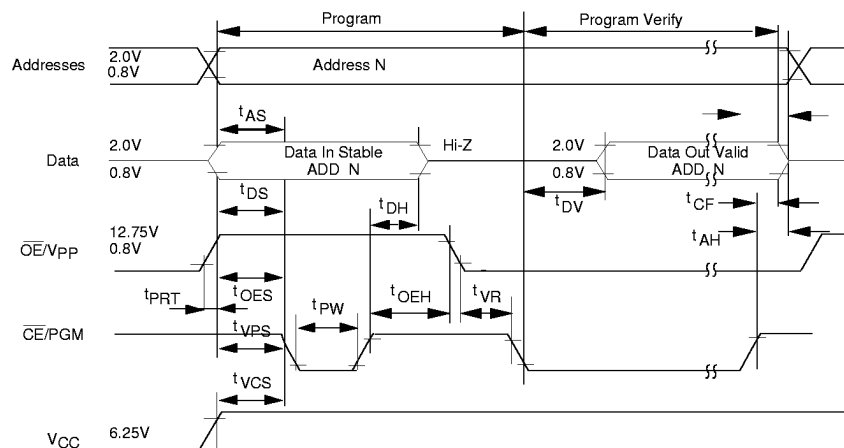 Program
Program Verify
Addresses
2.0V
0.8V
Address N
tAS
Data
2.0V
0.8V
Data In Stable
ADD N
Hi-Z
2.0V
0.8V
Data Out Valid
ADD N
tDS
tDH
tDV
tCF
tAH
OE/VPP
12.75V
0.8V
tPRT
tOES
tPW
tOEH
tVR
CE/PGM
tVPS
tVCS
VCC
6.25V